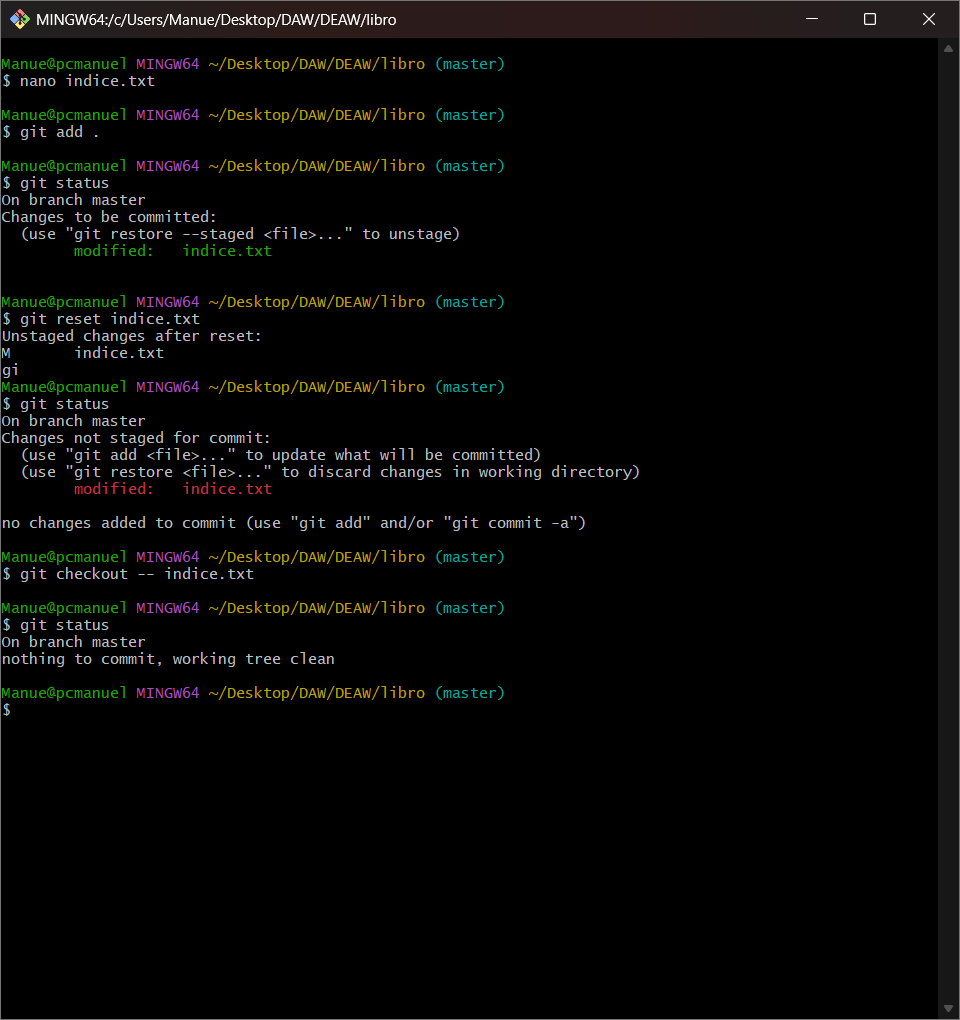 MINGW64:/c/Users/Manue/Desktop/DAW/DEAW/libro
Manue@pcmanuel MINGW64 ~/Desktop/DAW/DEAW/libro (master)
$ nano indice.txt
Manue@pcmanuel MINGW64 ~/Desktop/DAW/DEAW/libro (master)
$ git add .
Manue@pcmanuel MINGW64 ~/Desktop/DAW/DEAW/libro (master)
$ git status
On branch master
Changes to be committed:
  (use "git restore --staged <file>..." to unstage)
        modified:   indice.txt
Manue@pcmanuel MINGW64 ~/Desktop/DAW/DEAW/libro (master)
$ git reset indice.txt
Unstaged changes after reset:
M       indice.txt
gi
Manue@pcmanuel MINGW64 ~/Desktop/DAW/DEAW/libro (master)
$ git status
On branch master
Changes not staged for commit:
  (use "git add <file>..." to update what will be committed)
  (use "git restore <file>..." to discard changes in working directory)
        modified:   indice.txt
no changes added to commit (use "git add" and/or "git commit -a")
Manue@pcmanuel MINGW64 ~/Desktop/DAW/DEAW/libro (master)
$ git checkout -- indice.txt
Manue@pcmanuel MINGW64 ~/Desktop/DAW/DEAW/libro (master)
$ git status
On branch master
nothing to commit, working tree clean
Manue@pcmanuel MINGW64 ~/Desktop/DAW/DEAW/libro (master)
$